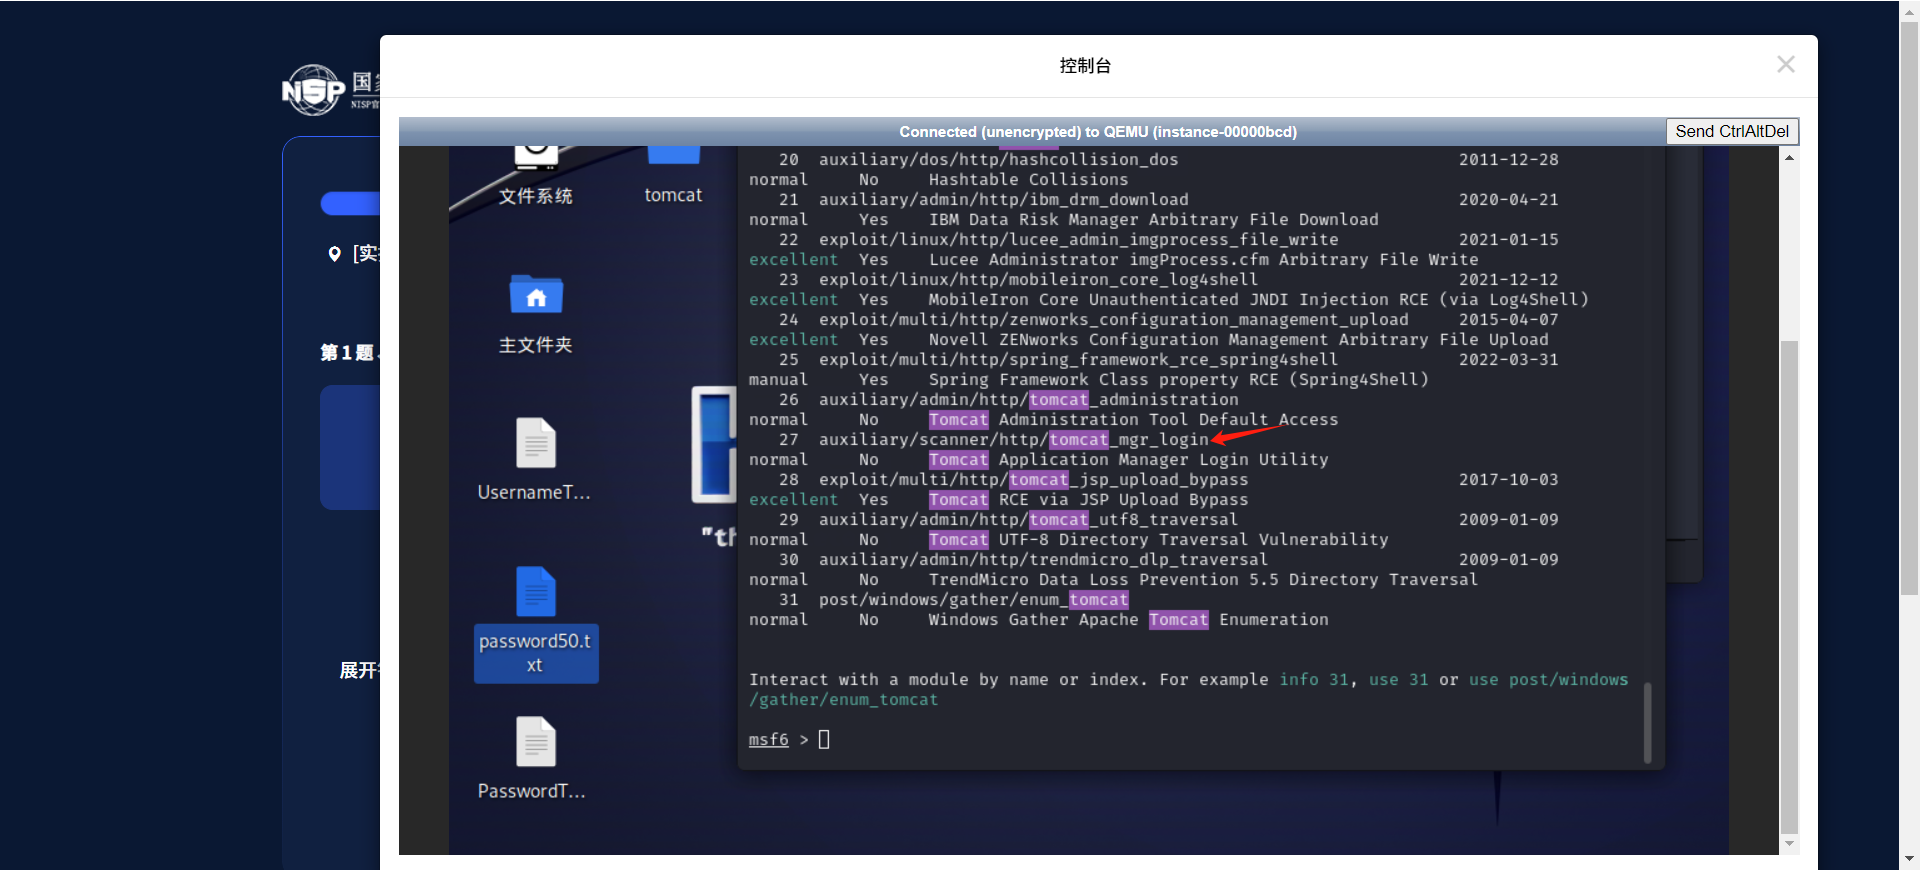 控制台
NSP
国
NISP官
Connected (unencrypted) to QEMU (instance-00000bcd)
Send CtrlAltDel
[实
第1题
展开
文件系统
tomcat
主文件夹
UsernameT...
password50.t
xt
PasswordT...
"th
20 auxiliary/dos/http/hashcollision_dos 2011-12-28
normal No Hashtable Collisions
21 auxiliary/admin/http/ibm_drm_download 2020-04-21
normal Yes IBM Data Risk Manager Arbitrary File Download
22 exploit/linux/http/lucee_admin_imgprocess_file_write 2021-01-15
excellent Yes Lucee Administrator imgProcess.cfm Arbitrary File Write
23 exploit/linux/http/mobileiron_core_log4shell 2021-12-12
excellent Yes MobileIron Core Unauthenticated JNDI Injection RCE (via Log4Shell)
24 exploit/multi/http/zenworks_configuration_management_upload 2015-04-07
excellent Yes Novell ZENworks Configuration Management Arbitrary File Upload
25 exploit/multi/http/spring_framework_rce_spring4shell 2022-03-31
manual Yes Spring Framework Class property RCE (Spring4Shell)
26 auxiliary/admin/http/tomcat_administration
normal No Tomcat Administration Tool Default Access
27 auxiliary/scanner/http/tomcat_mgr_login
normal No Tomcat Application Manager Login Utility
28 exploit/multi/http/tomcat_jsp_upload_bypass 2017-10-03
excellent Yes Tomcat RCE via JSP Upload Bypass
29 auxiliary/admin/http/tomcat_utf8_traversal 2009-01-09
normal No Tomcat UTF-8 Directory Traversal Vulnerability
30 auxiliary/admin/http/trendmicro_dlp_traversal 2009-01-09
normal No TrendMicro Data Loss Prevention 5.5 Directory Traversal
31 post/windows/gather/enum_tomcat
normal No Windows Gather Apache Tomcat Enumeration
Interact with a module by name or index. For example info 31, use 31 or use post/windows
/gather/enum_tomcat
msf6 >